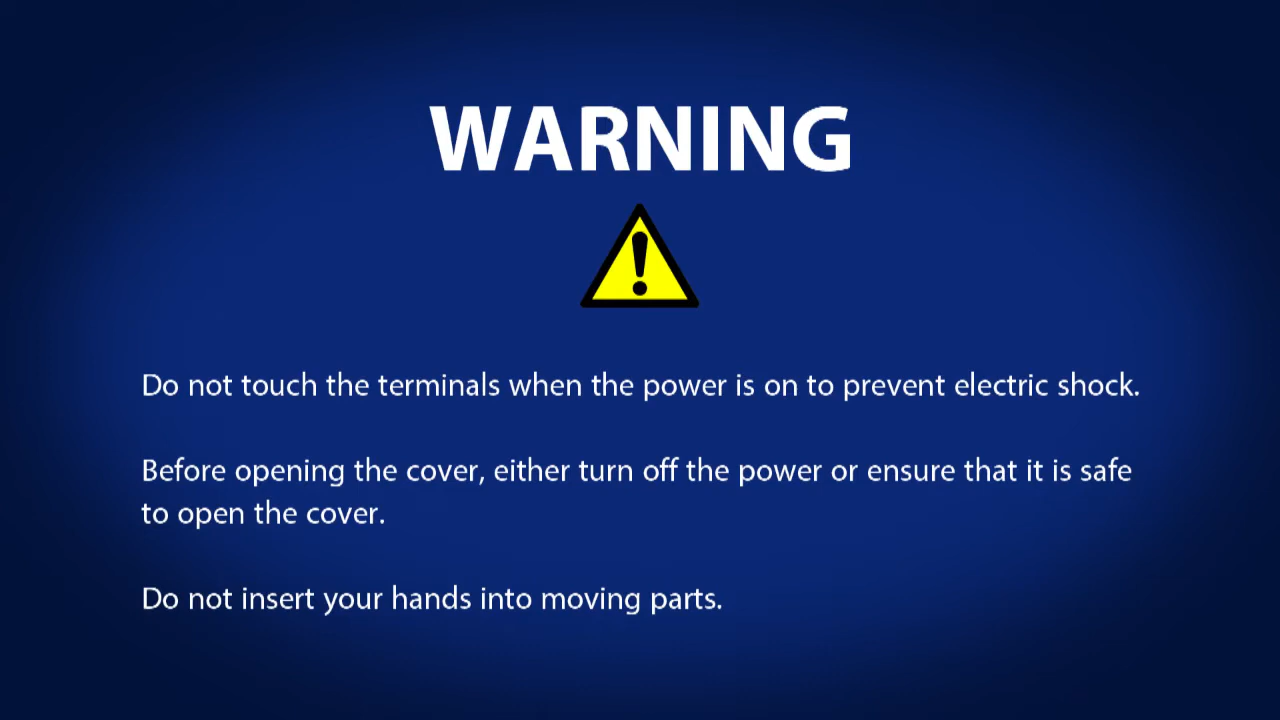 WARNING
Do not touch the terminals when the power is on to prevent electric shock.
Before opening the cover, either turn off the power or ensure that it is safe
to open the cover.
Do not insert your hands into moving parts.